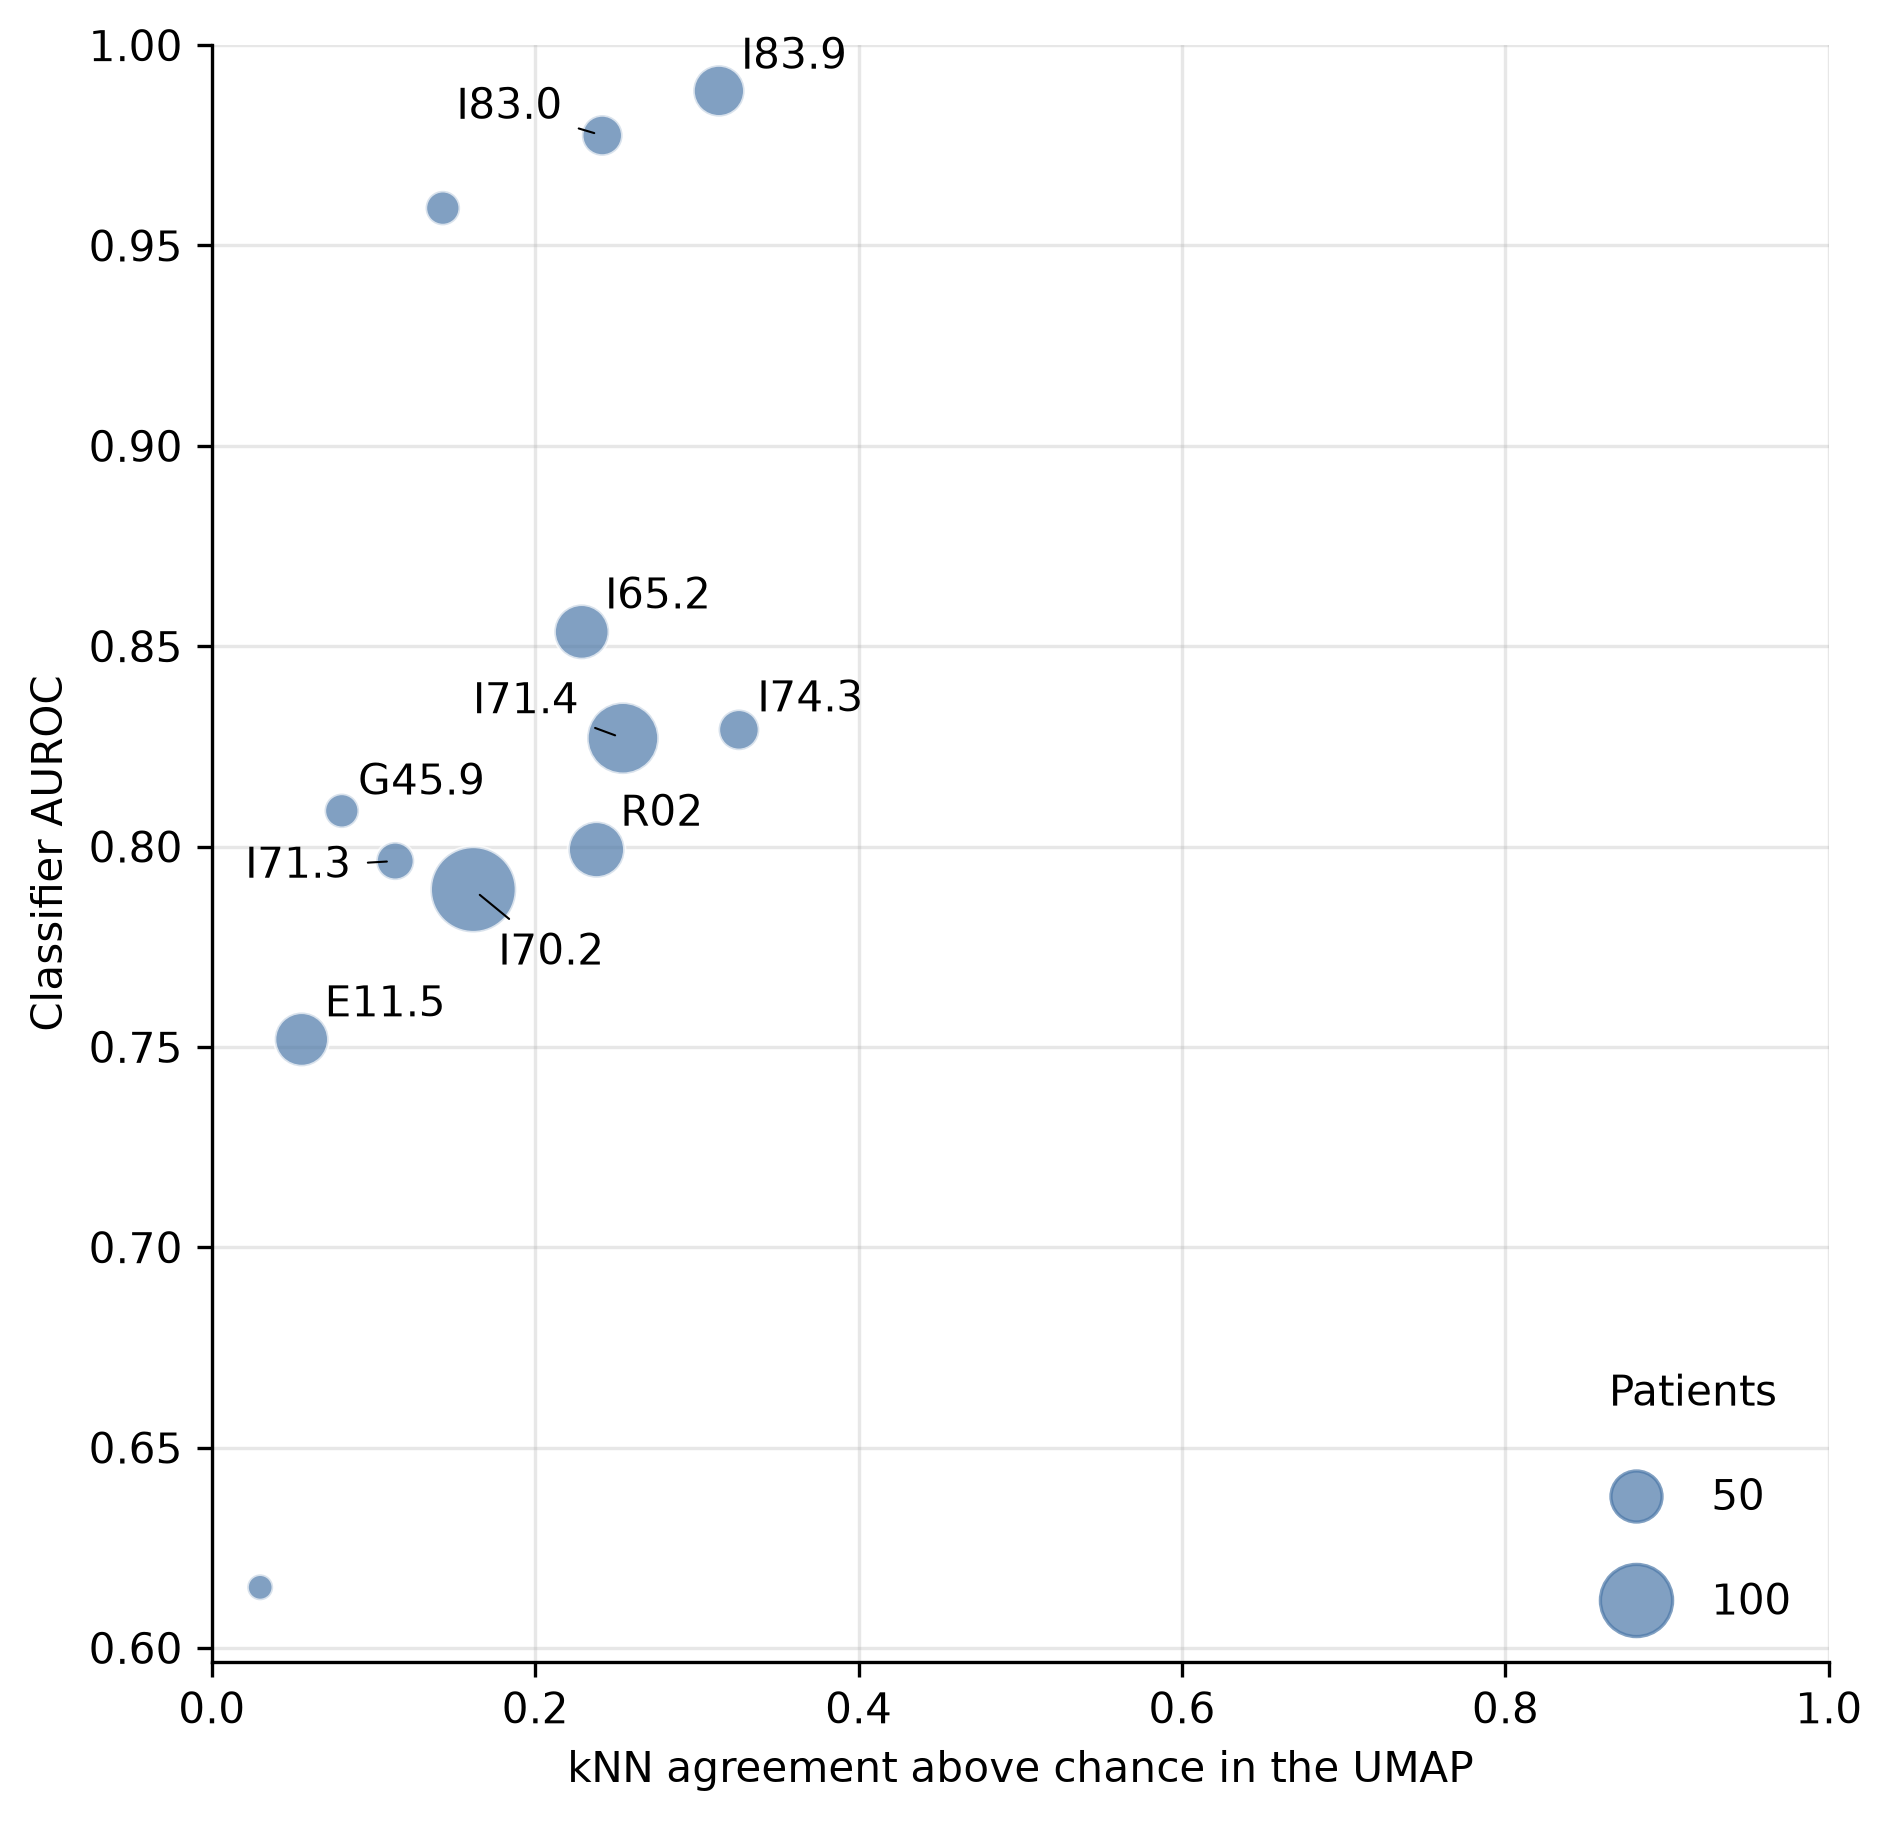 1.00
0.95
0.90
0.85
0.80
0.75
0.70
0.65
0.60
Classifier AUROC
I83.9
I83.0
I65.2
I71.4
I74.3
G45.9
R02
I71.3
I70.2
E11.5
Patients
50
100
0.0
0.2
0.4
0.6
0.8
1.0
kNN agreement above chance in the UMAP